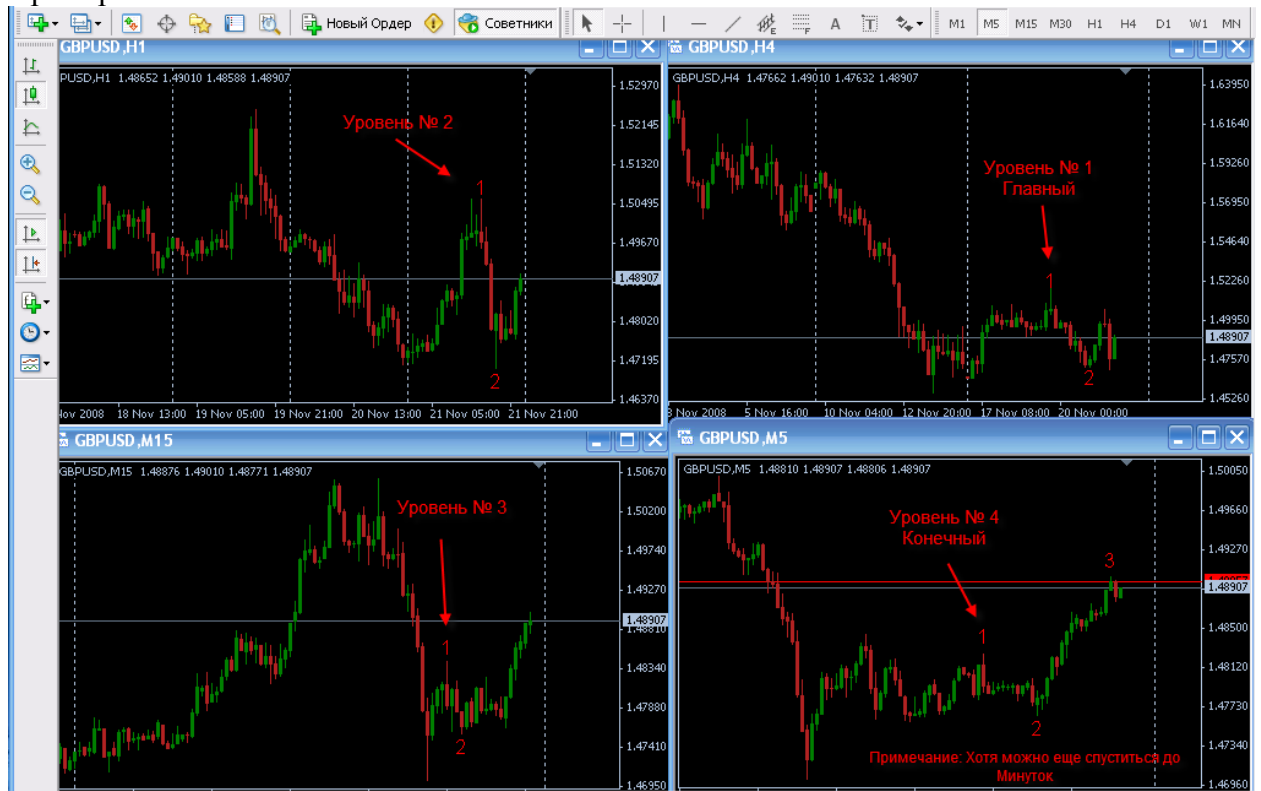 Новый Ордер
Советники
A
T
E
F
M1 M5 M15 M30 H1 H4 D1 W1 MN
GBPUSD,H1
PUSD,H1 1.48652 1.49010 1.48588 1.48907
Уровень № 2
1
2
1.52970
1.52145
1.51320
1.50495
1.49670
1.48907
1.48020
1.47195
1.46370
Nov 2008 18 Nov 13:00 19 Nov 05:00 19 Nov 21:00 20 Nov 13:00 21 Nov 05:00 21 Nov 21:00
GBPUSD,H4
GBPUSD,H4 1.47662 1.49010 1.47632 1.48907
Уровень № 1
Главный
1
2
1.63950
1.61640
1.59260
1.56950
1.54640
1.52260
1.49950
1.48907
1.47570
1.45260
3 Nov 2008 5 Nov 16:00 10 Nov 04:00 12 Nov 20:00 17 Nov 08:00 20 Nov 00:00
GBPUSD,M15
GBPUSD,M15 1.48876 1.49010 1.48771 1.48907
Уровень № 3
1
2
1.50670
1.50200
1.49740
1.49270
1.48907
1.48810
1.48340
1.47880
1.47410
1.46950
GBPUSD,M5
GBPUSD,M5 1.48810 1.48907 1.48806 1.48907
Уровень № 4
Конечный
1
2
3
Примечание: Хотя можно еще спуститься до
Минуток
1.50050
1.49660
1.49270
1.48907
1.48500
1.48120
1.47730
1.47340
1.46960